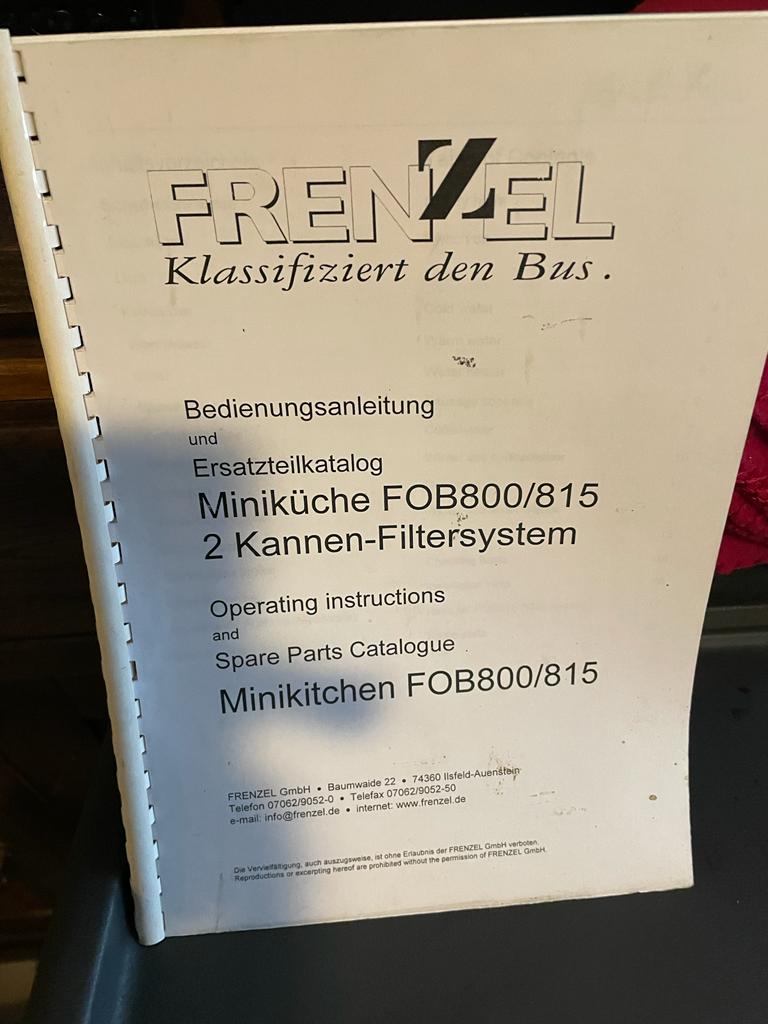 FRENZEL
Klassifiziert den Bus.
Bedienungsanleitung
und
Ersatzteilkatalog
Miniküche FOB800/815
2 Kannen-Filtersystem
Operating instructions
and
Spare Parts Catalogue
Minikitchen FOB800/815
FRENZEL GmbH • Baumwaide 22 • 74360 Ilsfeld-Auenstein
Telefon 07062/9052-0 • Telefax 07062/9052-50
e-mail: info@frenzel.de • internet: www.frenzel.de
Die Vervielfältigung, auch auszugsweise, ist ohne Erlaubnis der FRENZEL GmbH verboten.
Reproductions or excerpting hereof are prohibited without the permission of FRENZEL GmbH.